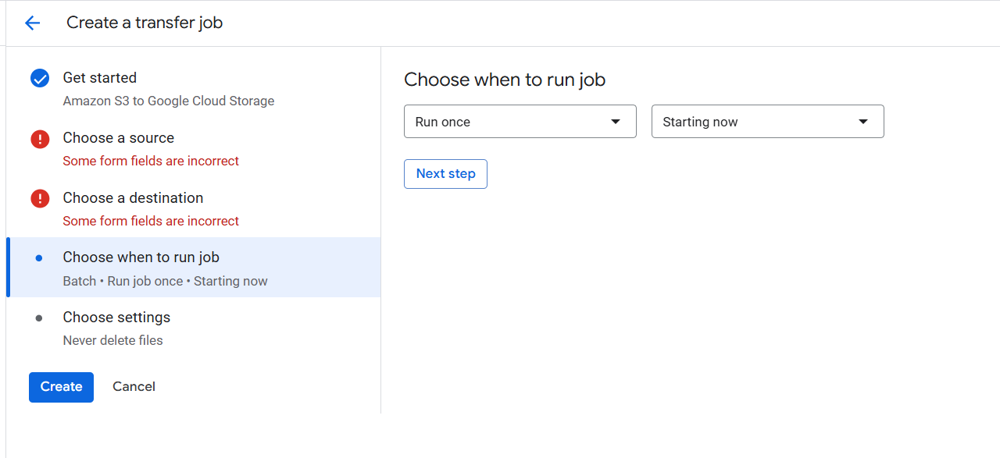 Create a transfer job
Get started
Amazon S3 to Google Cloud Storage
Choose a source
Some form fields are incorrect
Choose a destination
Some form fields are incorrect
Choose when to run job
Batch • Run job once • Starting now
Choose settings
Never delete files
Create Cancel
Choose when to run job
Run once Starting now
Next step